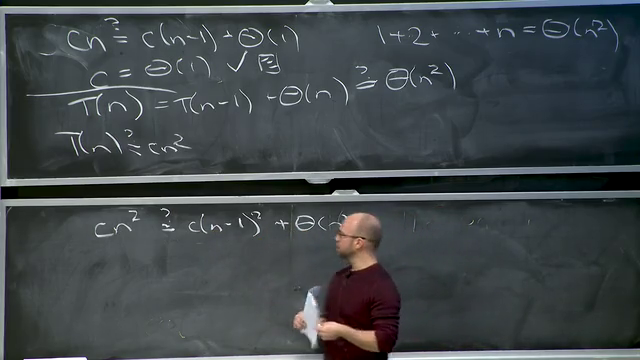 cn ?= c(n-1) + Θ(1)
c = Θ(1) ✓
T(n) = T(n-1) + Θ(n) ?= Θ(n²)
T(n) ?= cn²
1+2+ ··· +n = Θ(n²)
cn² ?= c(n-1)² + Θ(n